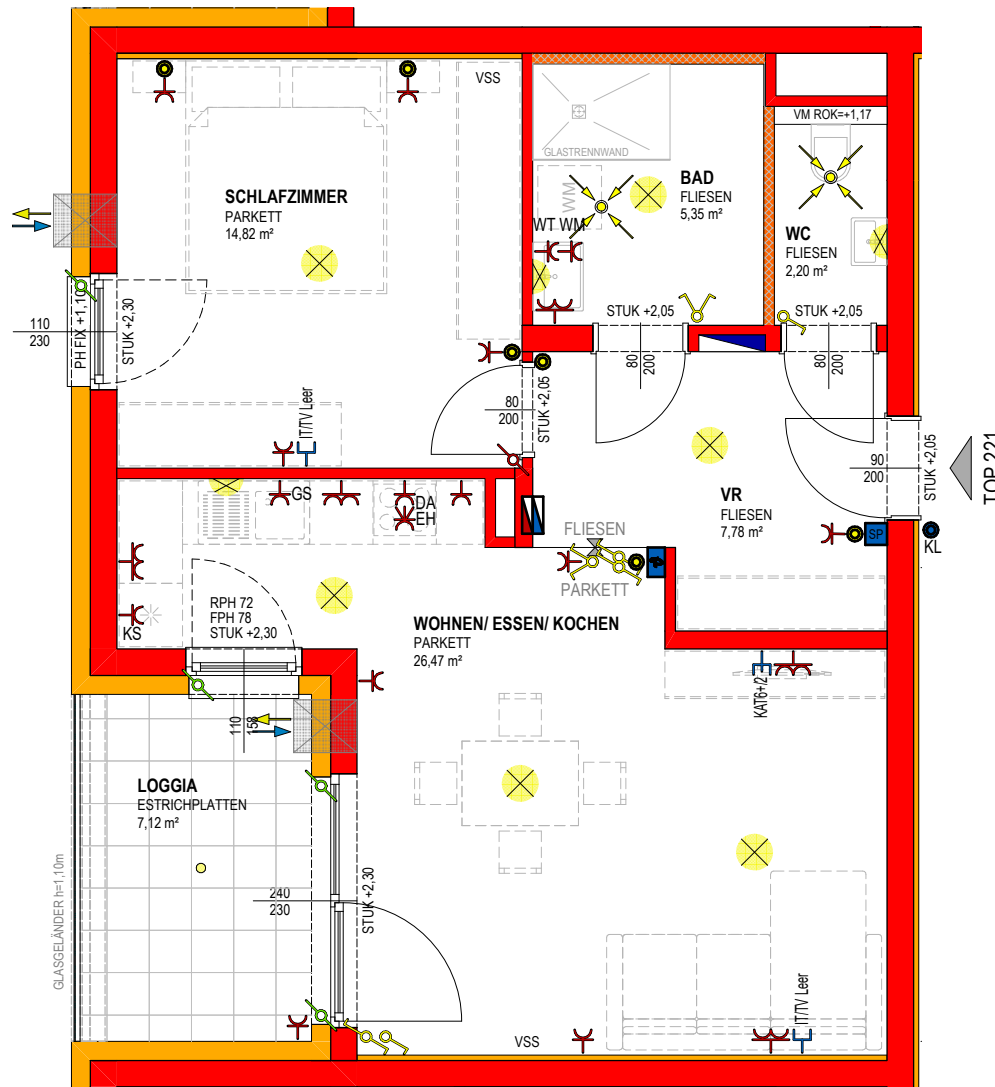 VSS
VM ROK=+1,17
GLASTRENNWAND
SCHLAFZIMMER
PARKETT
14,82 m²
BAD
FLIESEN
5,35 m²
WM
WT WM
WC
FLIESEN
2,20 m²
STUK +2,05
STUK +2,05
110
230
PH FIX +1,10
STUK +2,30
80
200
80
200
80
200
STUK +2,05
90
200
STUK +2,05
TOP 221
IT/TV Leer
GS
DA
EH
VR
FLIESEN
7,78 m²
SP
KL
FLIESEN
PARKETT
KS
RPH 72
FPH 78
STUK +2,30
WOHNEN/ ESSEN/ KOCHEN
PARKETT
26,47 m²
KAT6+/2
110
158
LOGGIA
ESTRICHPLATTEN
7,12 m²
240
230
STUK +2,30
GLASGELÄNDER h=1,10m
VSS
IT/TV Leer